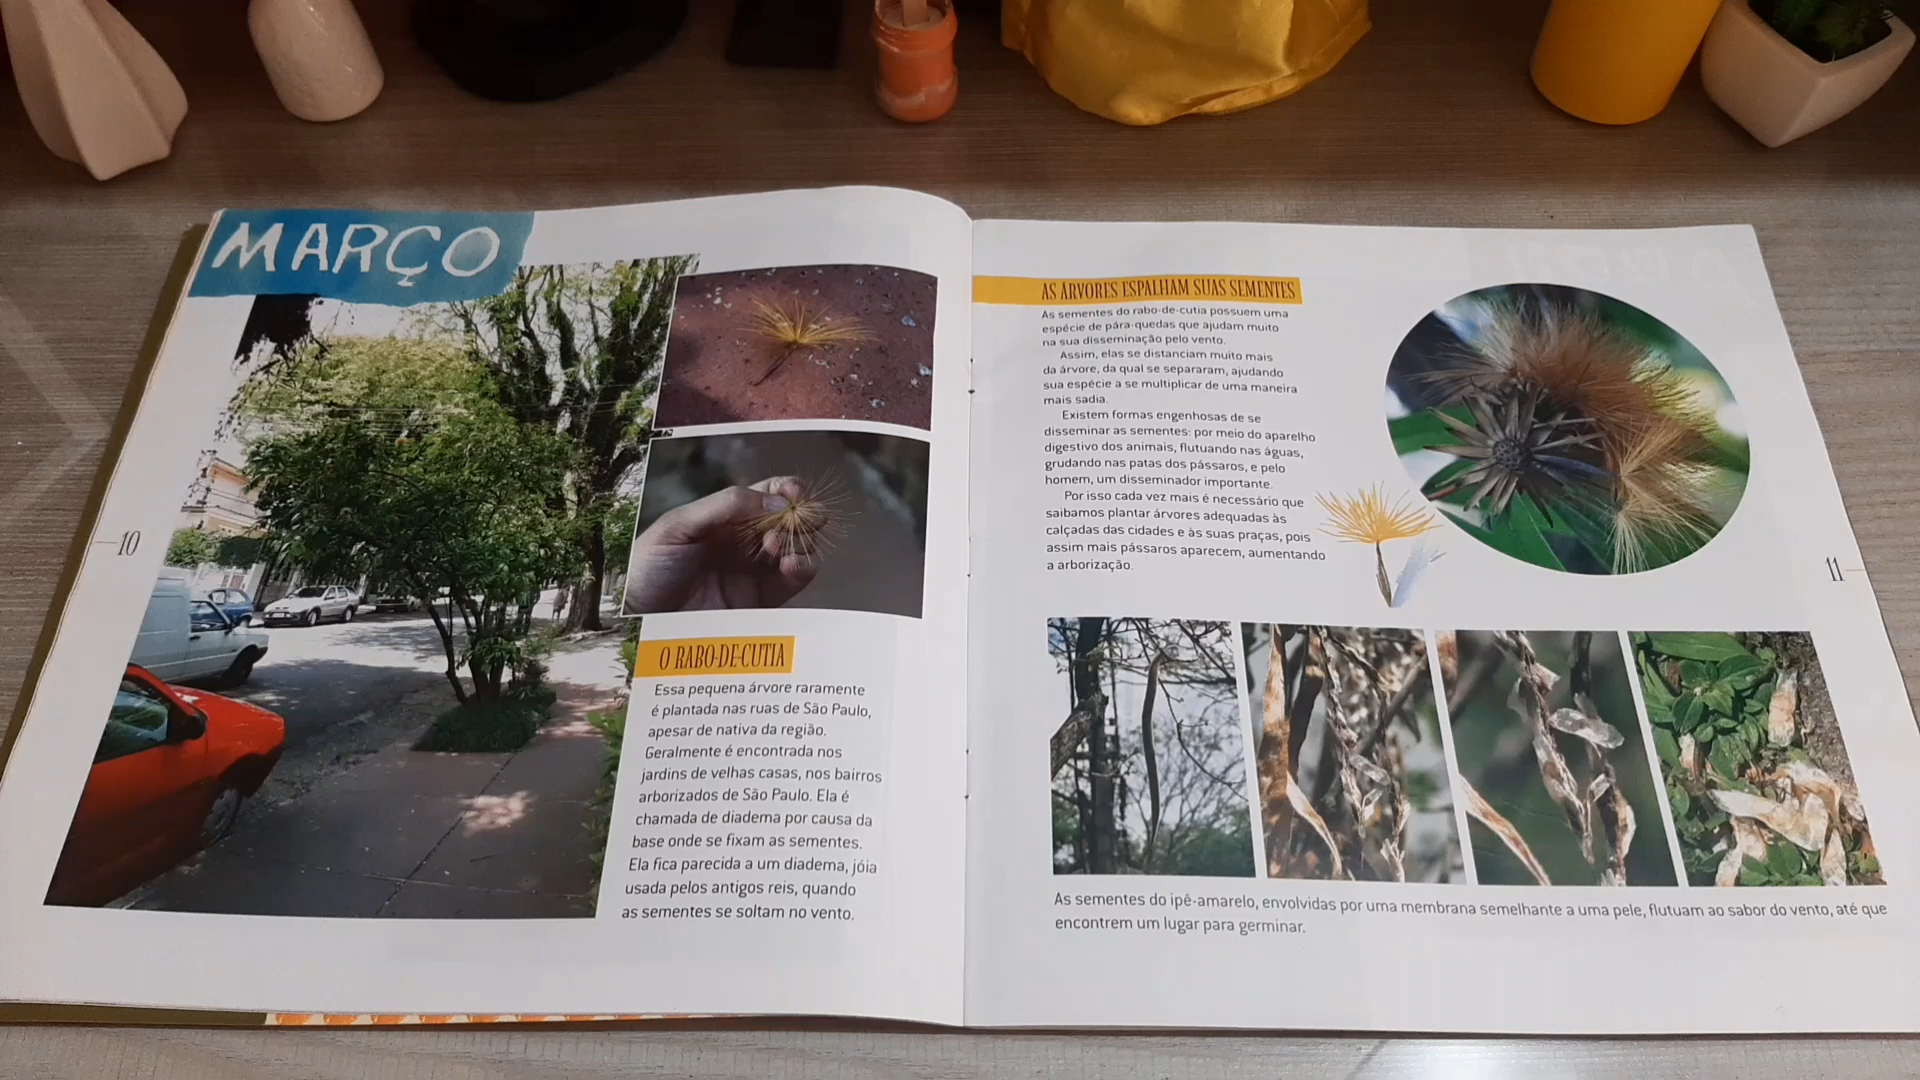 MARÇO
10
O RABO-DE-CUTIA
Essa pequena árvore raramente
é plantada nas ruas de São Paulo,
apesar de nativa da região.
Geralmente é encontrada nos
jardins de velhas casas, nos bairros
arborizados de São Paulo. Ela é
chamada de diadema por causa da
base onde se fixam as sementes.
Ela fica parecida a um diadema, jóia
usada pelos antigos reis, quando
as sementes se soltam no vento.
AS ÁRVORES ESPALHAM SUAS SEMENTES
As sementes do rabo-de-cutia possuem uma
espécie de pára-quedas que ajudam muito
na sua disseminação pelo vento.
Assim, elas se distanciam muito mais
da árvore, da qual se separaram, ajudando
sua espécie a se multiplicar de uma maneira
mais sadia.
Existem formas engenhosas de se
disseminar as sementes: por meio do aparelho
digestivo dos animais, flutuando nas águas,
grudando nas patas dos pássaros, e pelo
homem, um disseminador importante.
Por isso cada vez mais é necessário que
saibamos plantar árvores adequadas às
calçadas das cidades e às suas praças, pois
assim mais pássaros aparecem, aumentando
a arborização.
11
As sementes do ipê-amarelo, envolvidas por uma membrana semelhante a uma pele, flutuam ao sabor do vento, até que
encontrem um lugar para germinar.